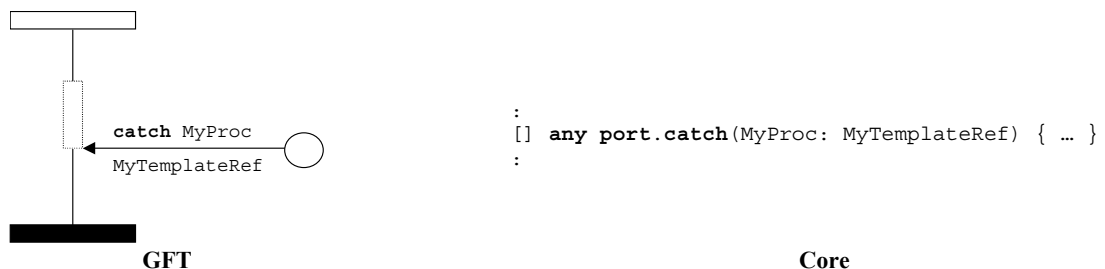 catch MyProc
MyTemplateRef
:
[] any port.catch(MyProc: MyTemplateRef) { … }
:
GFT
Core